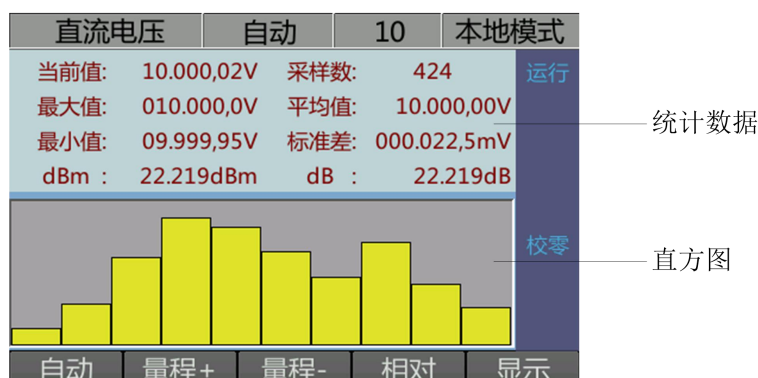 直流电压 自动 10 本地模式
当前值: 10.000,02V 采样数: 424 运行
最大值: 010.000,0V 平均值: 10.000,00V
统计数据
最小值: 09.999,95V 标准差: 000.022,5mV
dBm : 22.219dBm dB : 22.219dB
校零
直方图
自动 量程+ 量程- 相对 显示